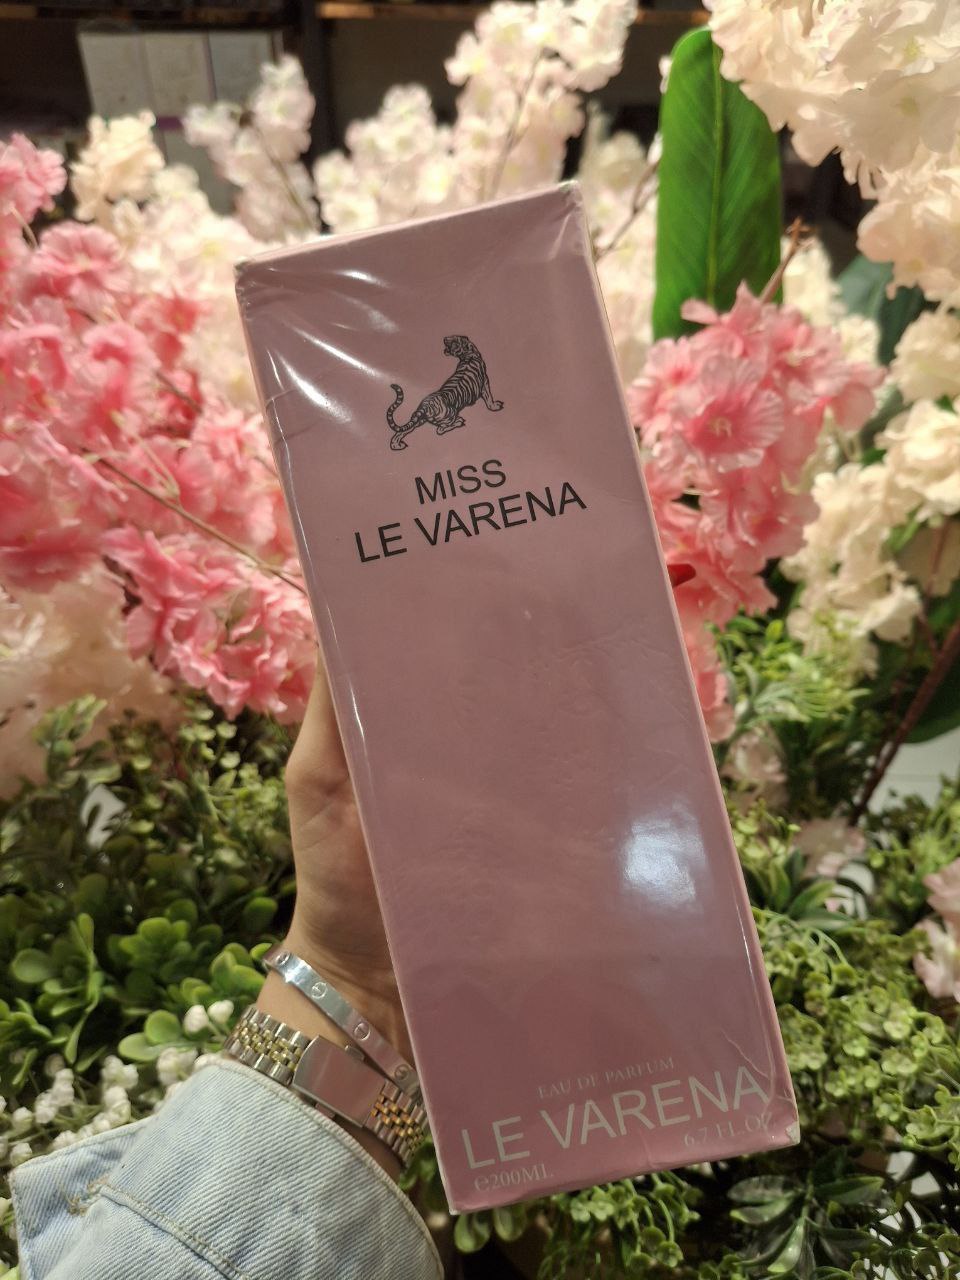 MISS
LE VARENA
EAU DE PARFUM
LE VARENA
6.7 FL.OZ
℮200ML